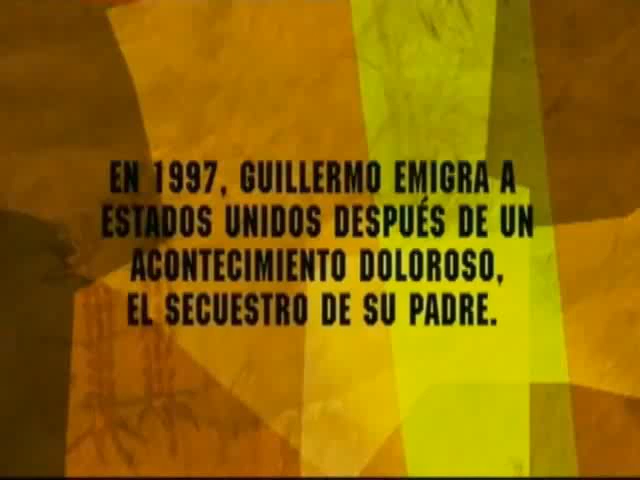 EN 1997, GUILLERMO EMIGRA A
ESTADOS UNIDOS DESPUÉS DE UN
ACONTECIMIENTO DOLOROSO,
EL SECUESTRO DE SU PADRE.